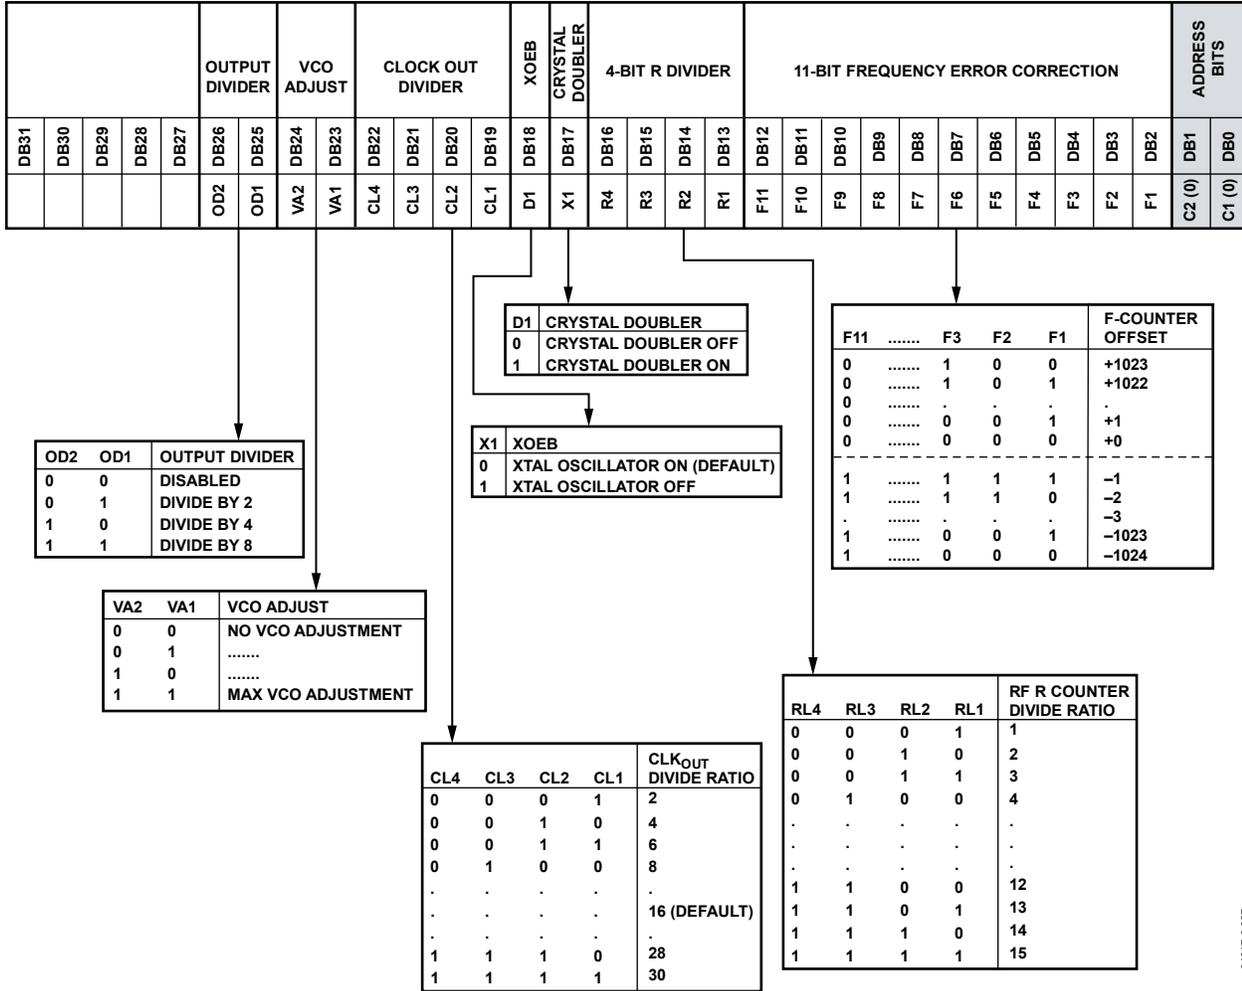 OUTPUT DIVIDER
VCO ADJUST
CLOCK OUT DIVIDER
XOEB
CRYSTAL DOUBLER
4-BIT R DIVIDER
11-BIT FREQUENCY ERROR CORRECTION
ADDRESS BITS
DB31 DB30 DB29 DB28 DB27 DB26 DB25 DB24 DB23 DB22 DB21 DB20 DB19 DB18 DB17 DB16 DB15 DB14 DB13 DB12 DB11 DB10 DB9 DB8 DB7 DB6 DB5 DB4 DB3 DB2 DB1 DB0
OD2 OD1 VA2 VA1 CL4 CL3 CL2 CL1 D1 X1 R4 R3 R2 R1 F11 F10 F9 F8 F7 F6 F5 F4 F3 F2 F1 C2 (0) C1 (0)
D1 CRYSTAL DOUBLER
0 CRYSTAL DOUBLER OFF
1 CRYSTAL DOUBLER ON
F11 ....... F3 F2 F1 F-COUNTER OFFSET
0 ....... 1 0 0 +1023
0 ....... 1 0 1 +1022
0 ....... . . . .
0 ....... 0 0 1 +1
0 ....... 0 0 0 +0
1 ....... 1 1 1 –1
1 ....... 1 1 0 –2
. ....... . . . –3
1 ....... 0 0 1 –1023
1 ....... 0 0 0 –1024
X1 XOEB
0 XTAL OSCILLATOR ON (DEFAULT)
1 XTAL OSCILLATOR OFF
OD2 OD1 OUTPUT DIVIDER
0 0 DISABLED
0 1 DIVIDE BY 2
1 0 DIVIDE BY 4
1 1 DIVIDE BY 8
VA2 VA1 VCO ADJUST
0 0 NO VCO ADJUSTMENT
0 1 .......
1 0 .......
1 1 MAX VCO ADJUSTMENT
RL4 RL3 RL2 RL1 RF R COUNTER DIVIDE RATIO
0 0 0 1 1
0 0 1 0 2
0 0 1 1 3
0 1 0 0 4
. . . . .
. . . . .
. . . . .
1 1 0 0 12
1 1 0 1 13
1 1 1 0 14
1 1 1 1 15
CL4 CL3 CL2 CL1 CLKOUT DIVIDE RATIO
0 0 0 1 2
0 0 1 0 4
0 0 1 1 6
0 1 0 0 8
. . . . .
. . . . 16 (DEFAULT)
. . . . .
1 1 1 0 28
1 1 1 1 30